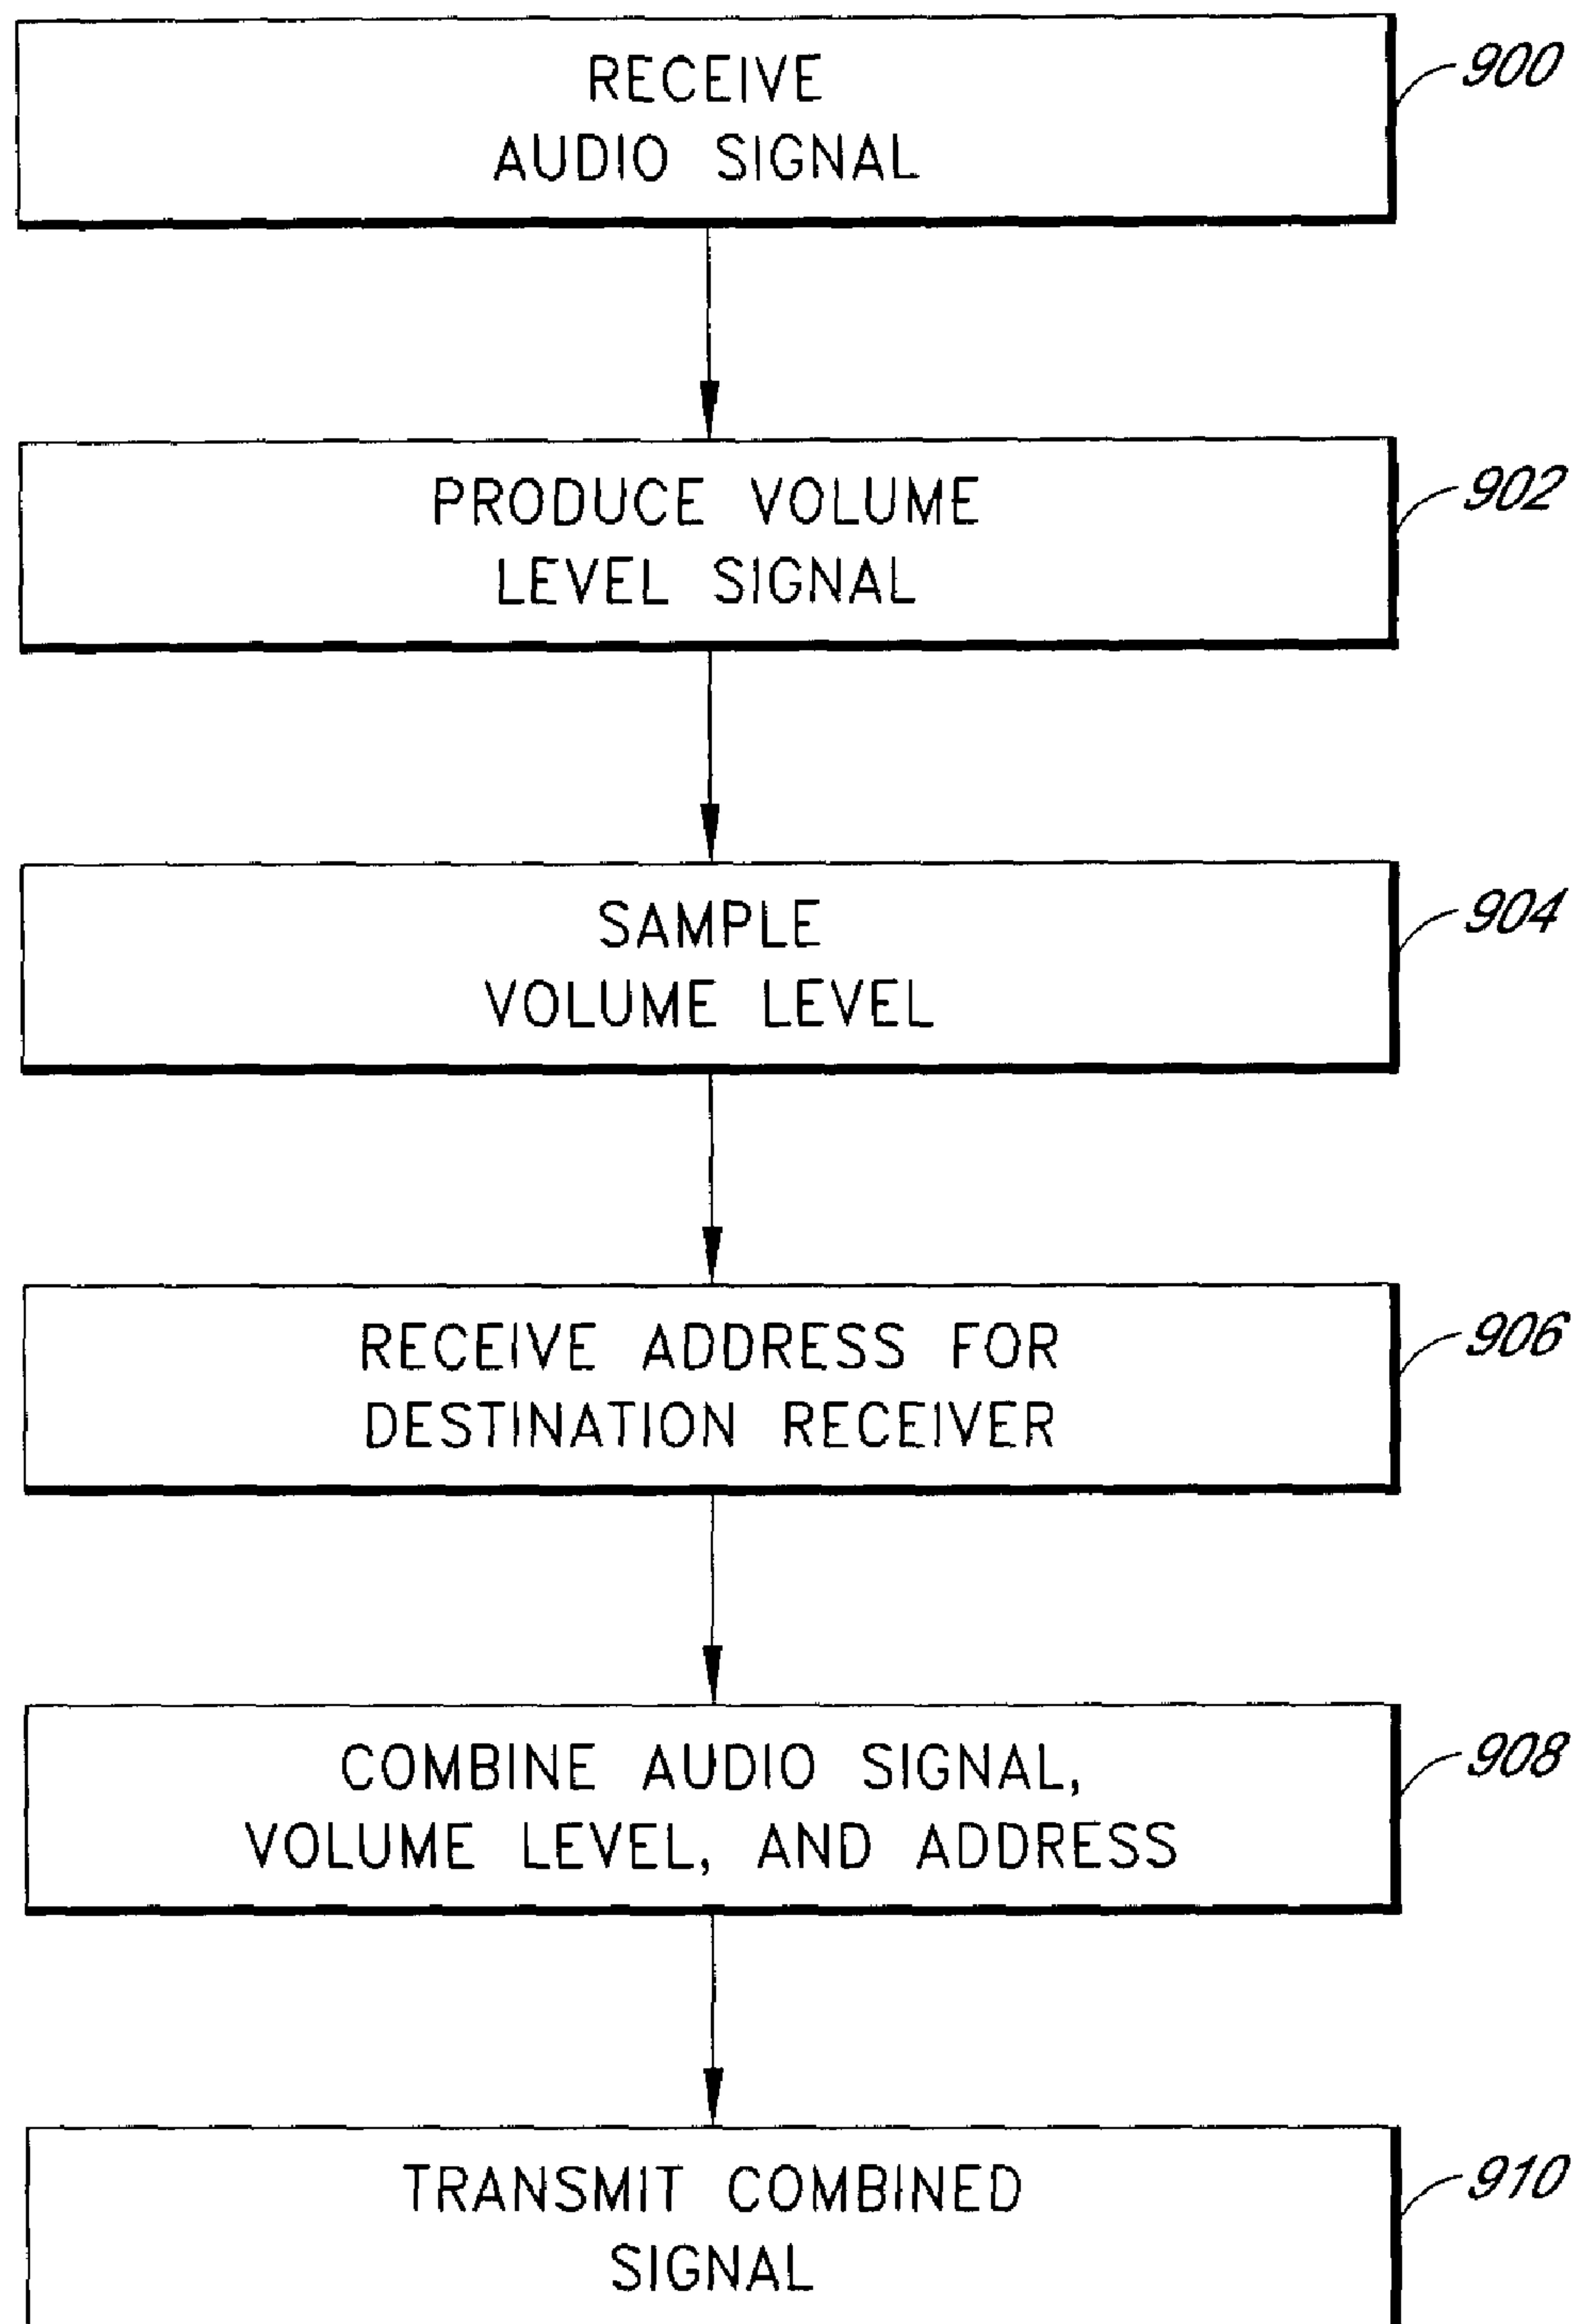 RECEIVE
AUDIO SIGNAL
900
PRODUCE VOLUME
LEVEL SIGNAL
902
SAMPLE
VOLUME LEVEL
904
RECEIVE ADDRESS FOR
DESTINATION RECEIVER
906
COMBINE AUDIO SIGNAL,
VOLUME LEVEL, AND ADDRESS
908
TRANSMIT COMBINED
SIGNAL
910